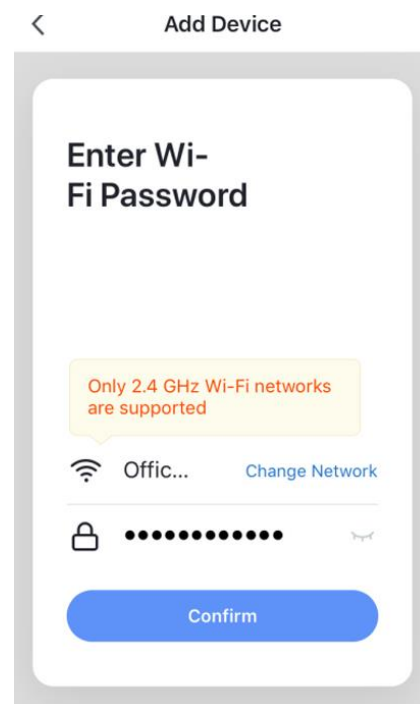 Add Device
Enter Wi-
Fi Password
Only 2.4 GHz Wi-Fi networks
are supported
Offic...
Change Network
••••••••••••
Confirm